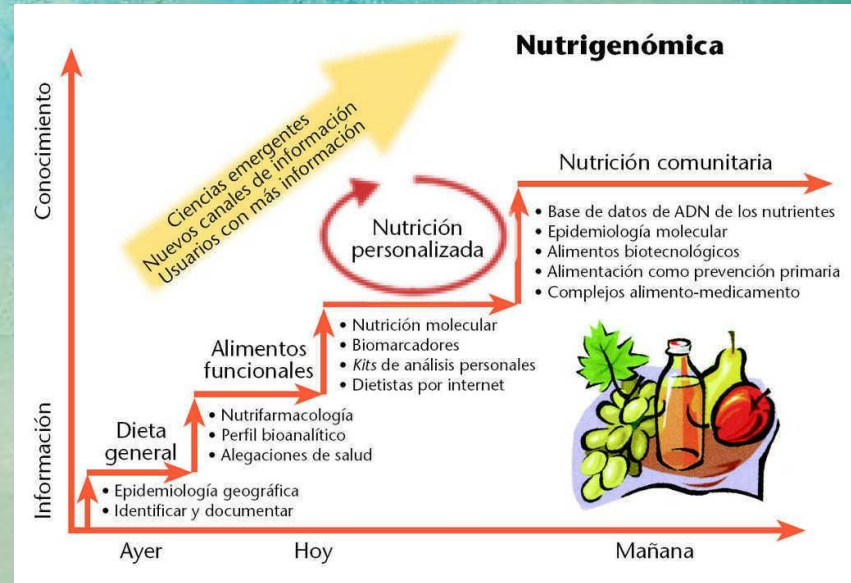 Nutrigenómica
Conocimiento
Información
Ciencias emergentes
Nuevos canales de información
Usuarios con más información
Nutrición comunitaria
• Base de datos de ADN de los nutrientes
• Epidemiología molecular
• Alimentos biotecnológicos
• Alimentación como prevención primaria
• Complejos alimento-medicamento
Nutrición
personalizada
• Nutrición molecular
• Biomarcadores
• Kits de análisis personales
• Dietistas por internet
Alimentos
funcionales
• Nutrifarmacología
• Perfil bioanalítico
• Alegaciones de salud
Dieta
general
• Epidemiología geográfica
• Identificar y documentar
Ayer
Hoy
Mañana